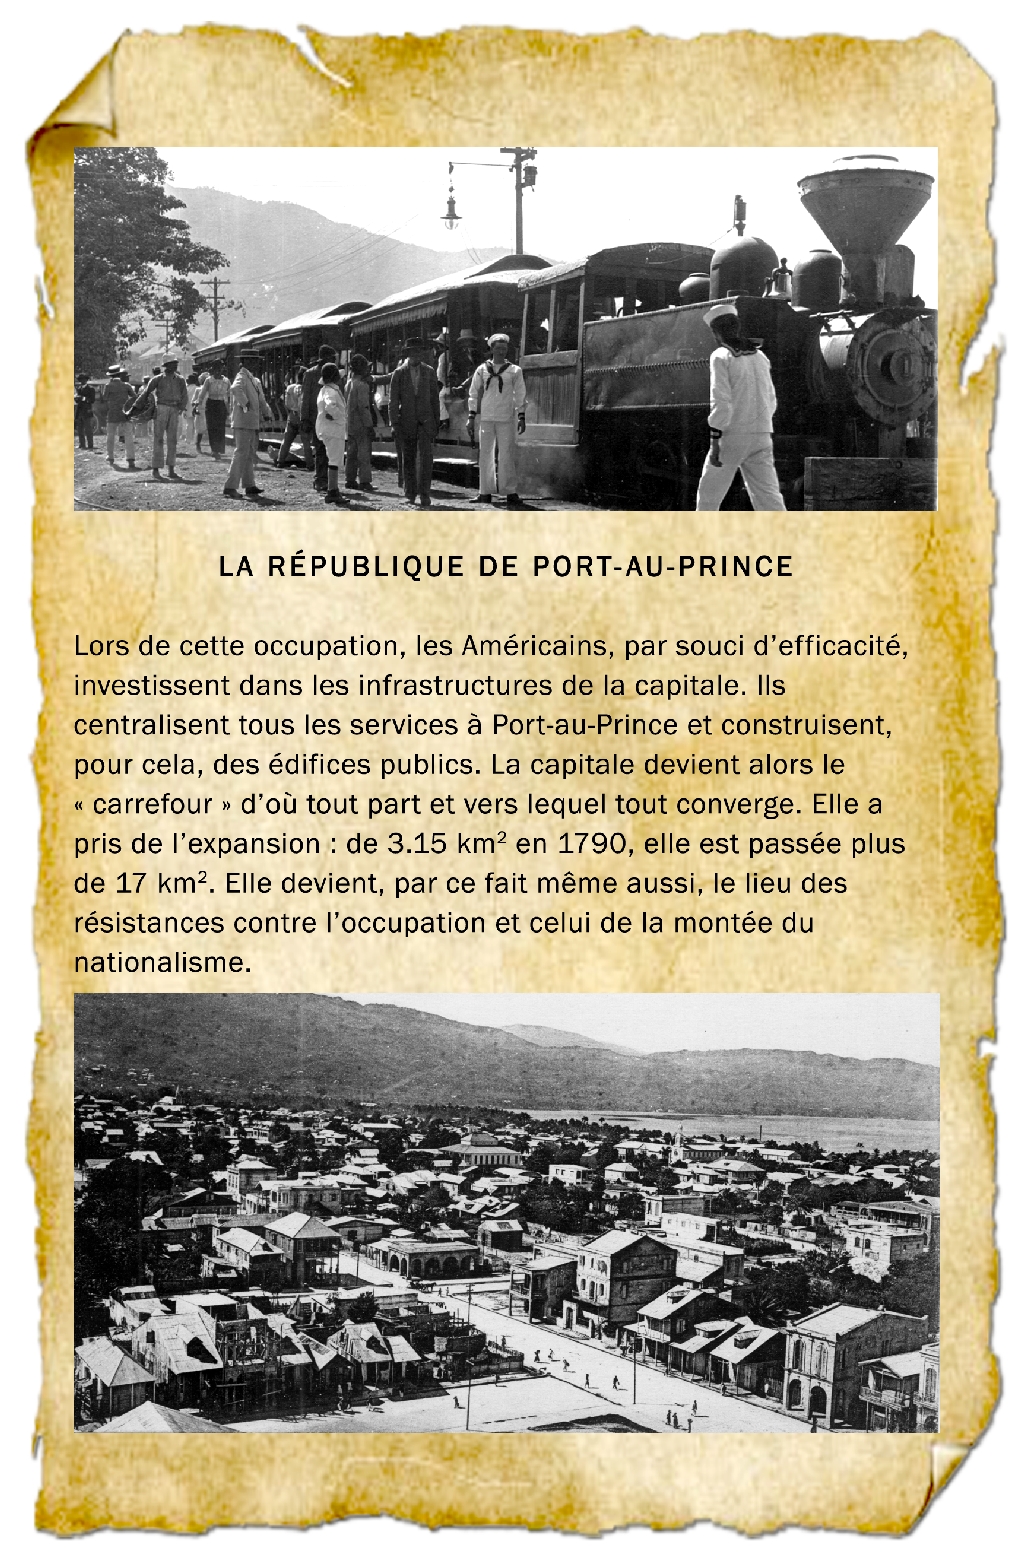 LA RÉPUBLIQUE DE PORT-AU-PRINCE
Lors de cette occupation, les Américains, par souci d’efficacité,
investissent dans les infrastructures de la capitale. Ils
centralisent tous les services à Port-au-Prince et construisent,
pour cela, des édifices publics. La capitale devient alors le
« carrefour » d’où tout part et vers lequel tout converge. Elle a
pris de l’expansion : de 3.15 km² en 1790, elle est passée plus
de 17 km². Elle devient, par ce fait même aussi, le lieu des
résistances contre l’occupation et celui de la montée du
nationalisme.